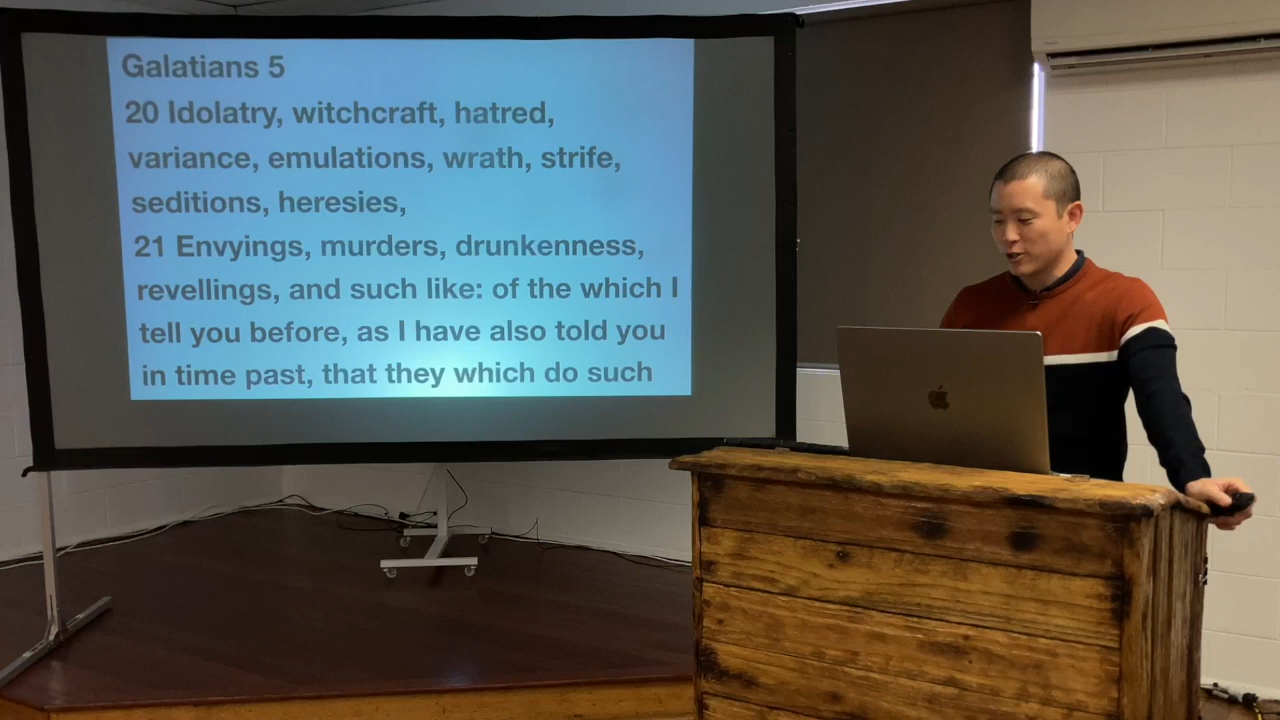 Galatians 5
20 Idolatry, witchcraft, hatred,
variance, emulations, wrath, strife,
seditions, heresies,
21 Envyings, murders, drunkenness,
revellings, and such like: of the which I
tell you before, as I have also told you
in time past, that they which do such